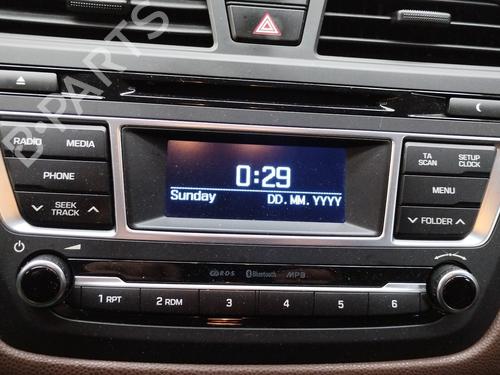 RADIO MEDIA
PHONE
SEEK
TRACK
0:29
Sunday DD.MM.YYYY
TA
SCAN
SETUP
CLOCK
MENU
FOLDER
R·D·S Bluetooth MP3
1 RPT 2 RDM 3 4 5 6
B-PARTS